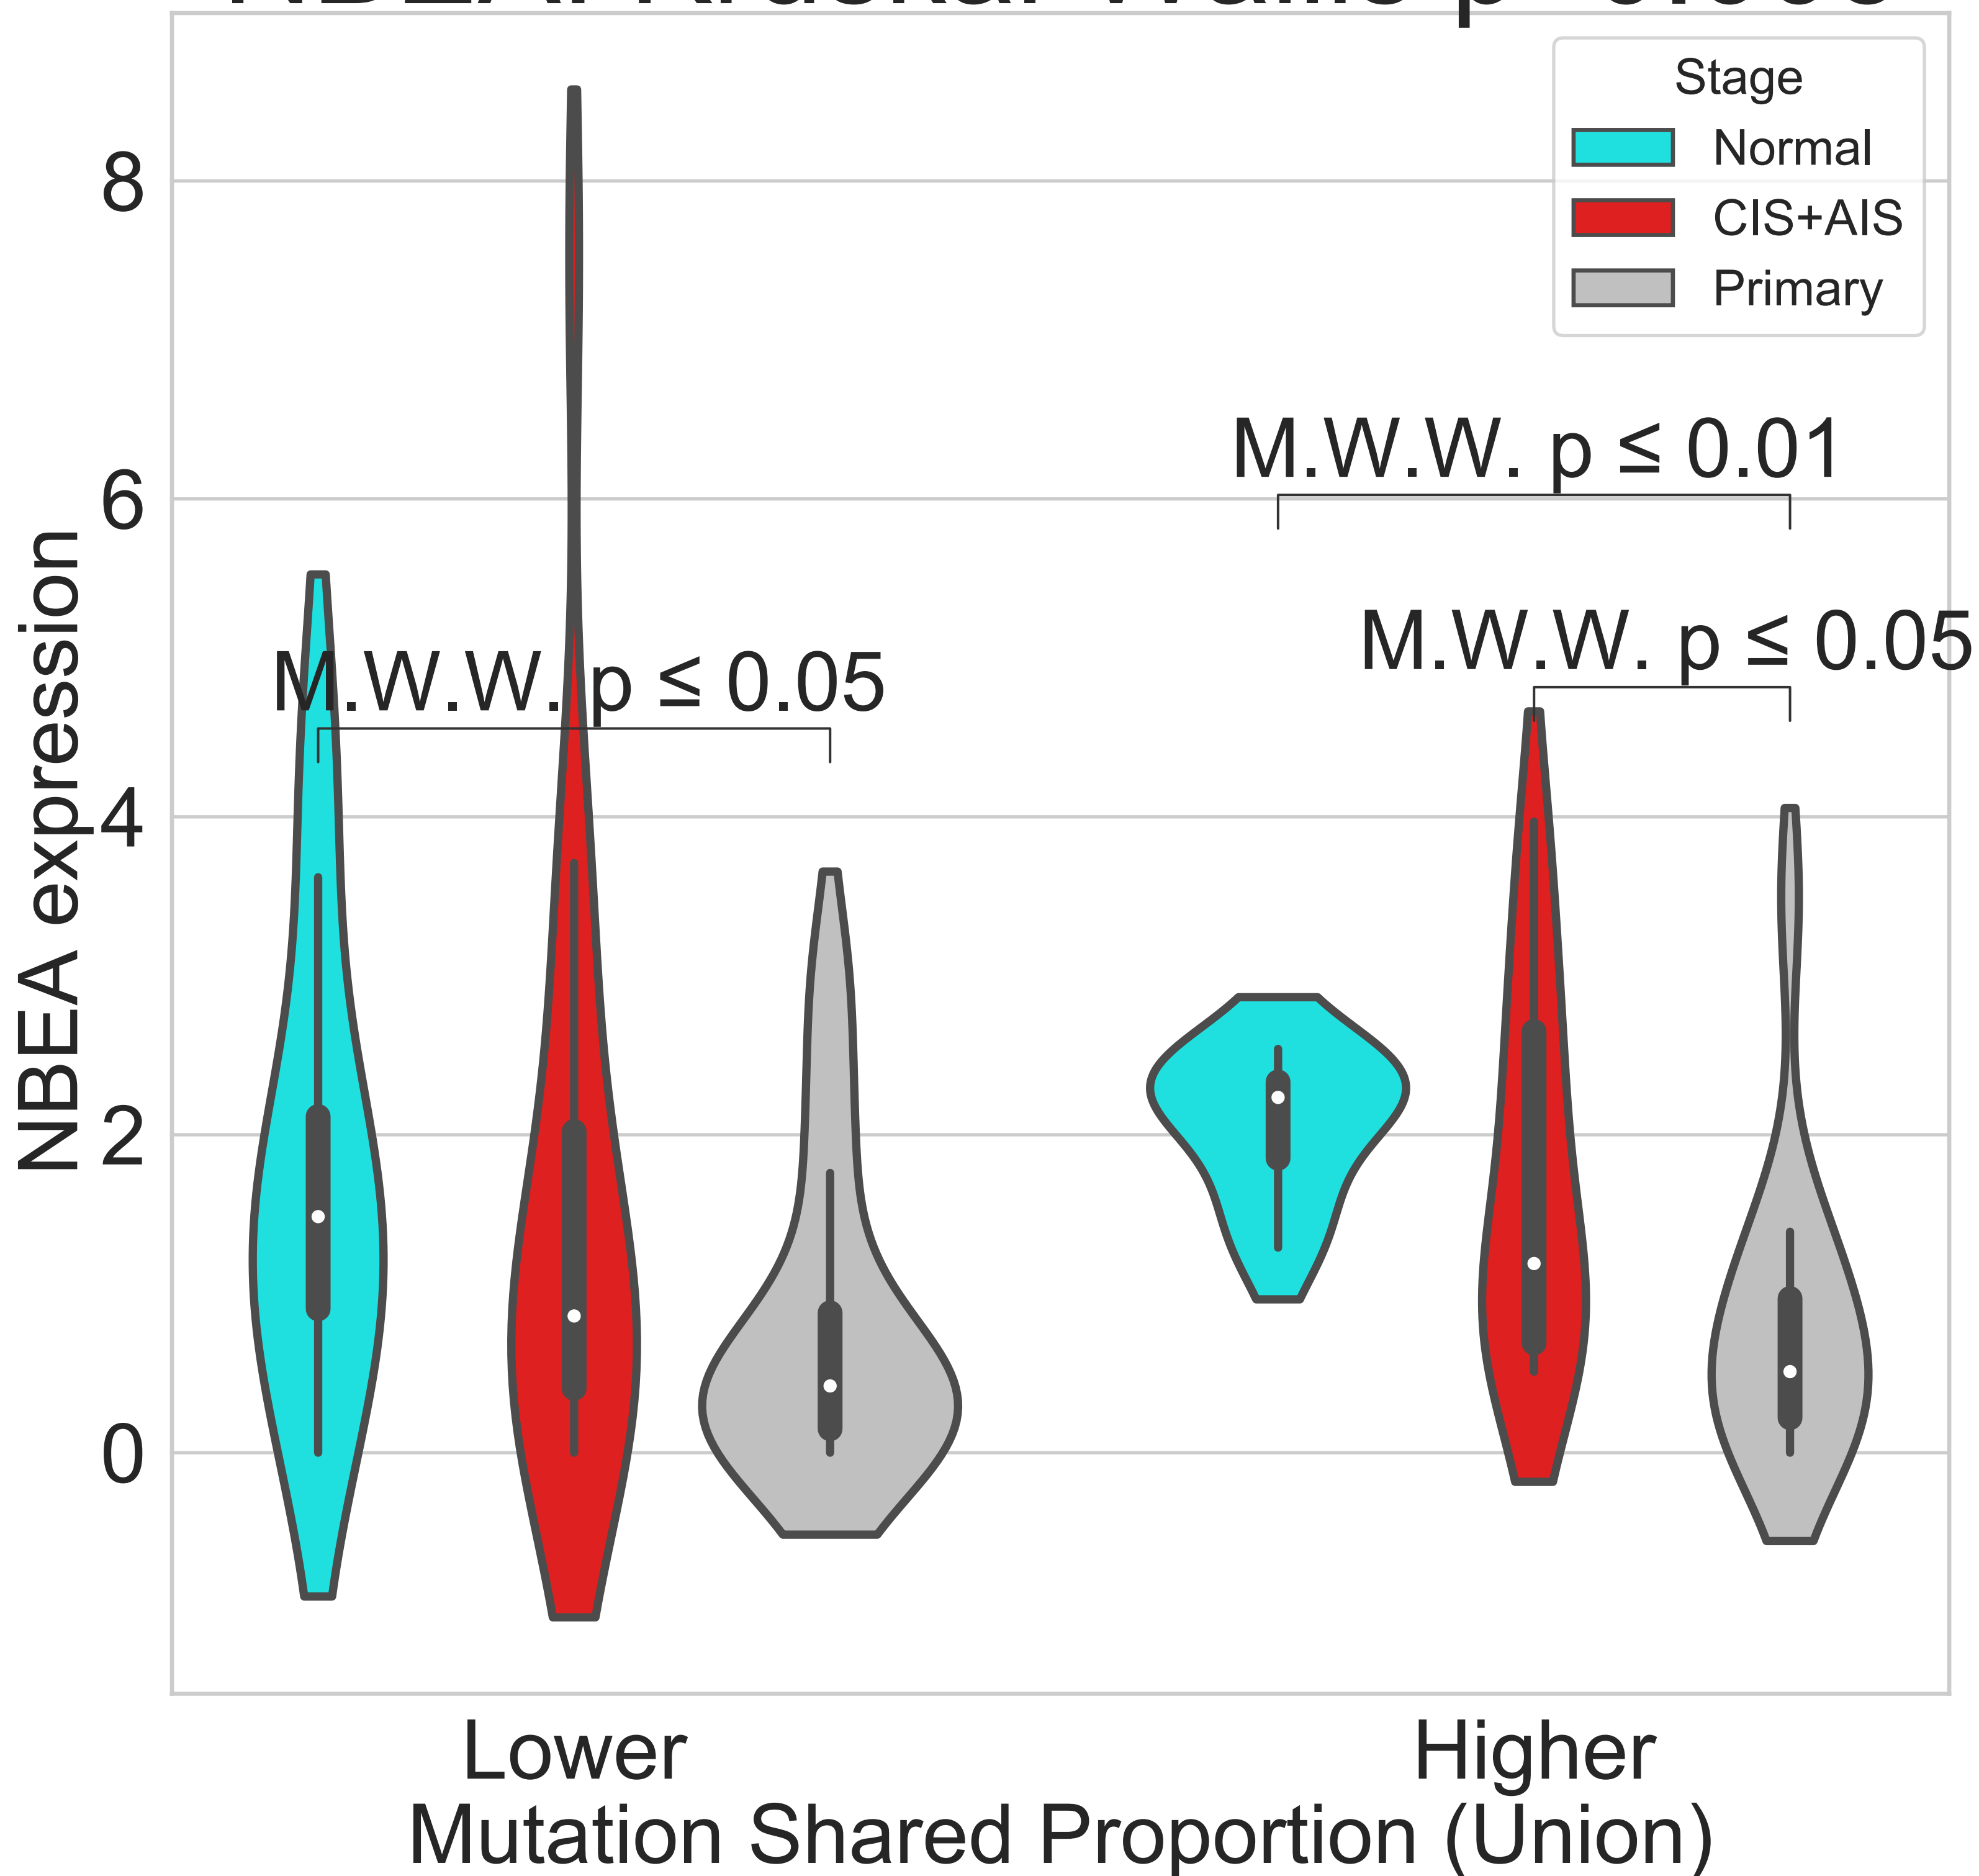 Stage
Normal
CIS+AIS
Primary
8
6
4
2
0
NBEA expression
M.W.W. p ≤ 0.01
M.W.W. p ≤ 0.05
M.W.W. p ≤ 0.05
Lower
Higher
Mutation Shared Proportion (Union)